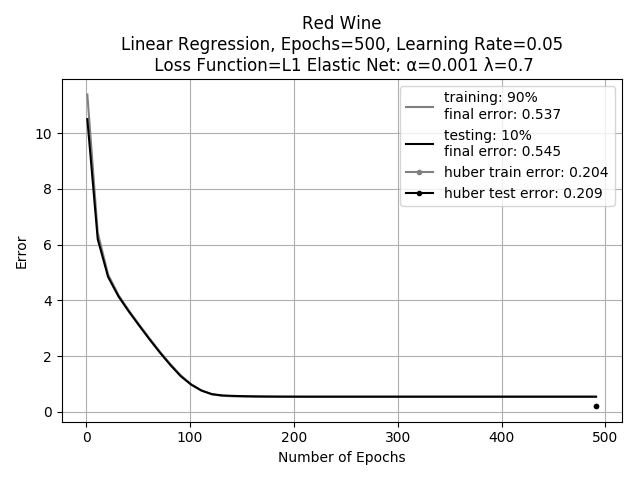 Red Wine
Linear Regression, Epochs=500, Learning Rate=0.05
Loss Function=L1 Elastic Net: α=0.001 λ=0.7
training: 90%
final error: 0.537
testing: 10%
final error: 0.545
huber train error: 0.204
huber test error: 0.209
Error
10
8
6
4
2
0
0 100 200 300 400 500
Number of Epochs